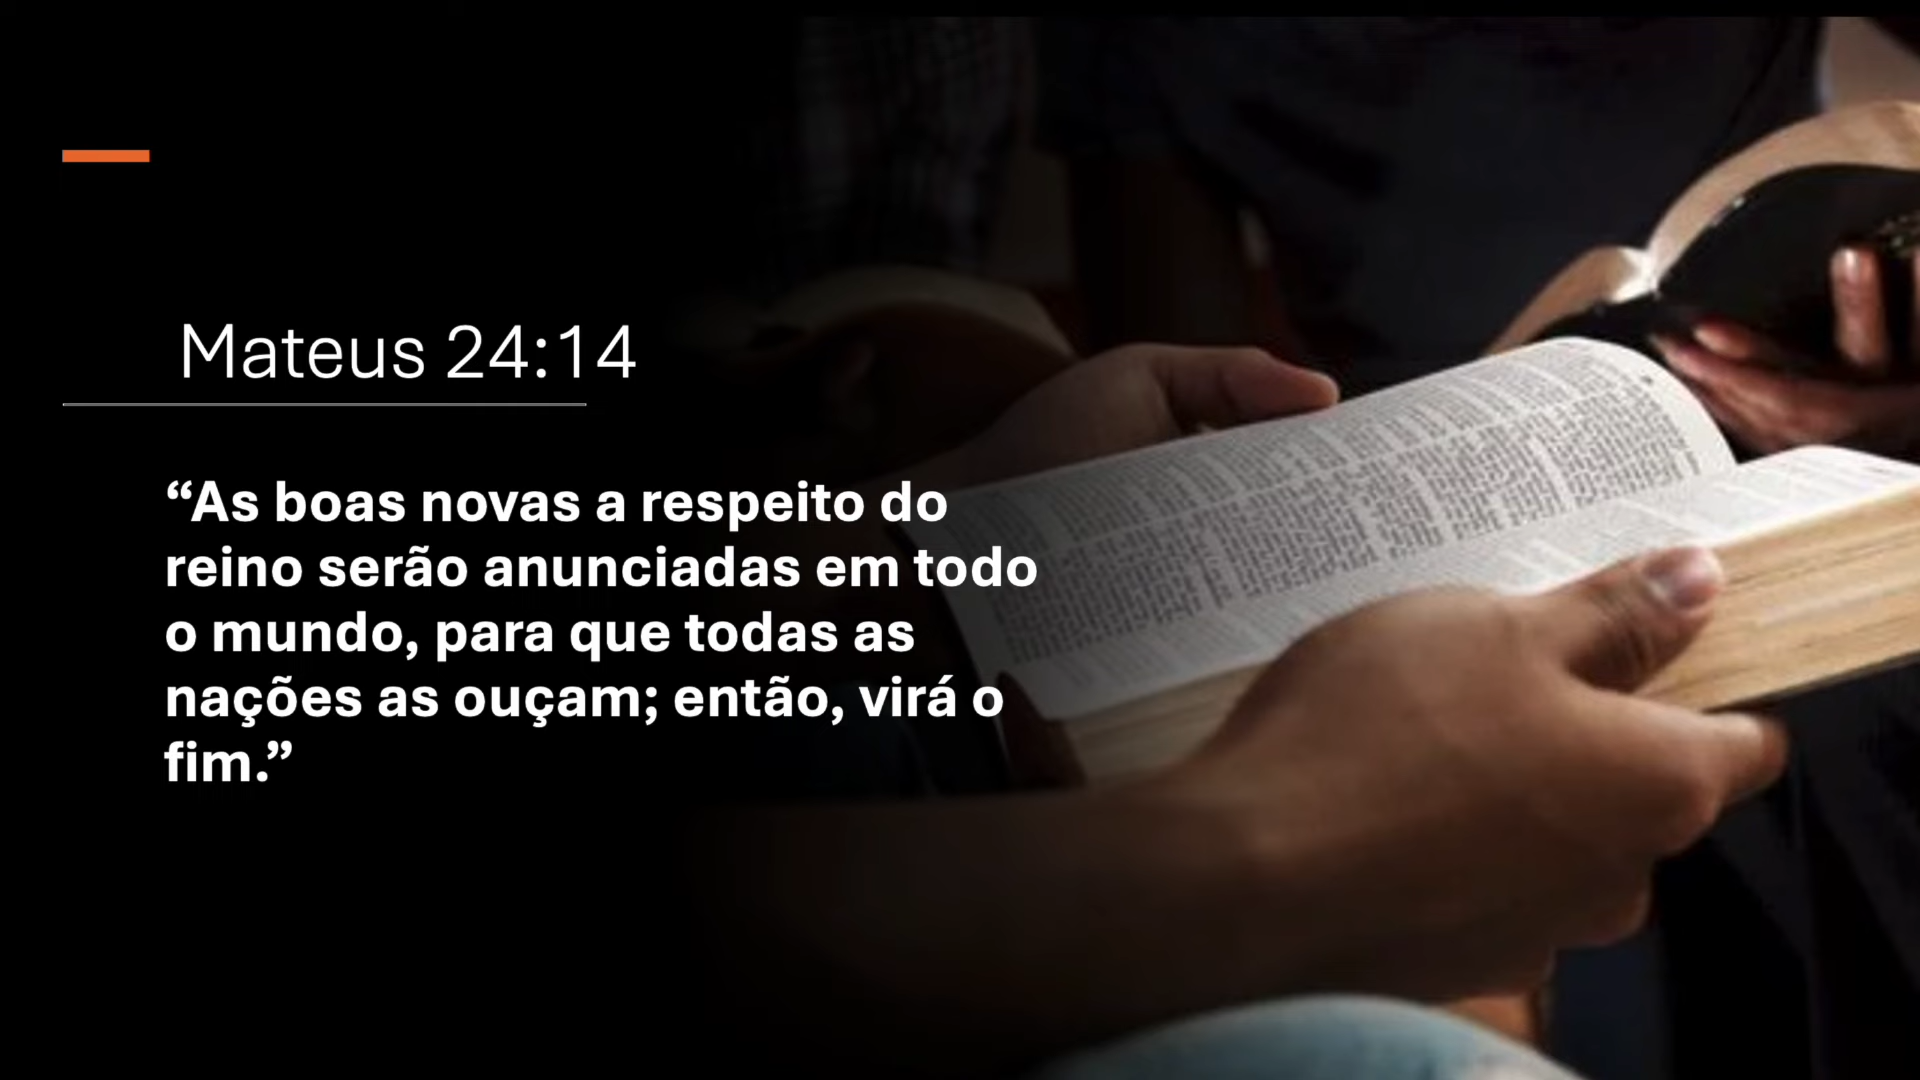 Mateus 24:14
“As boas novas a respeito do
reino serão anunciadas em todo
o mundo, para que todas as
nações as ouçam; então, virá o
fim.”